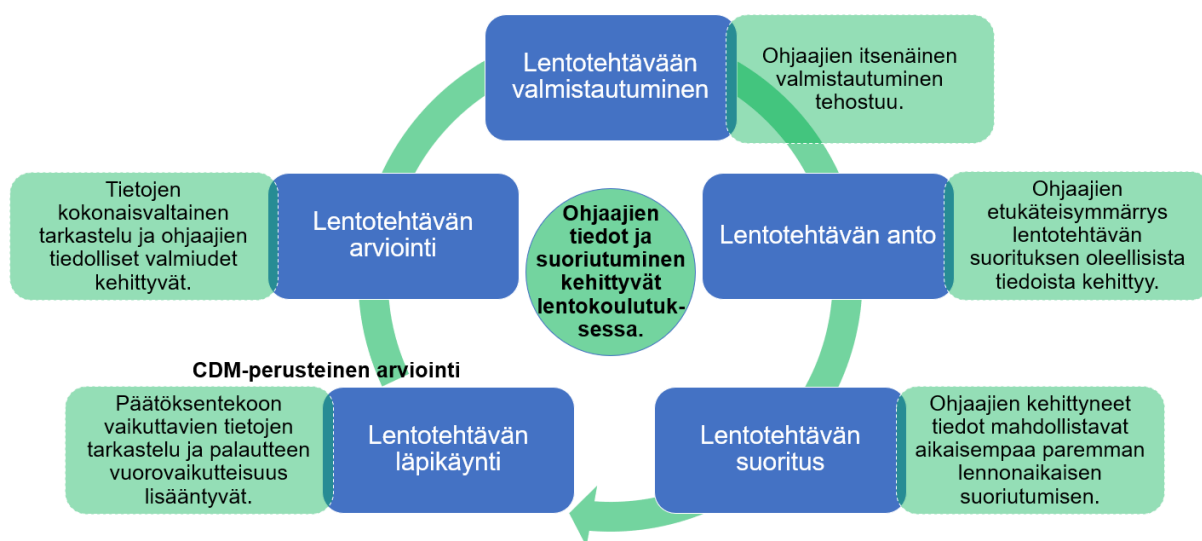 Lentotehtävään
valmistautuminen
Ohjaajien itsenäinen
valmistautuminen
tehostuu.
Lentotehtävän anto
Ohjaajien
etukäteisymmärrys
lentotehtävän
suorituksen oleellisista
tiedoista kehittyy.
Lentotehtävän
suoritus
Ohjaajien kehittyneet
tiedot mahdollistavat
aikaisempaa paremman
lennonaikaisen
suoriutumisen.
Lentotehtävän
läpikäynti
Päätöksentekoon
vaikuttavien tietojen
tarkastelu ja palautteen
vuorovaikutteisuus
lisääntyvät.
CDM-perusteinen arviointi
Lentotehtävän
arviointi
Tietojen
kokonaisvaltainen
tarkastelu ja ohjaajien
tiedolliset valmiudet
kehittyvät.
Ohjaajien
tiedot ja
suoriutuminen
kehittyvät
lentokoulutuk-
sessa.